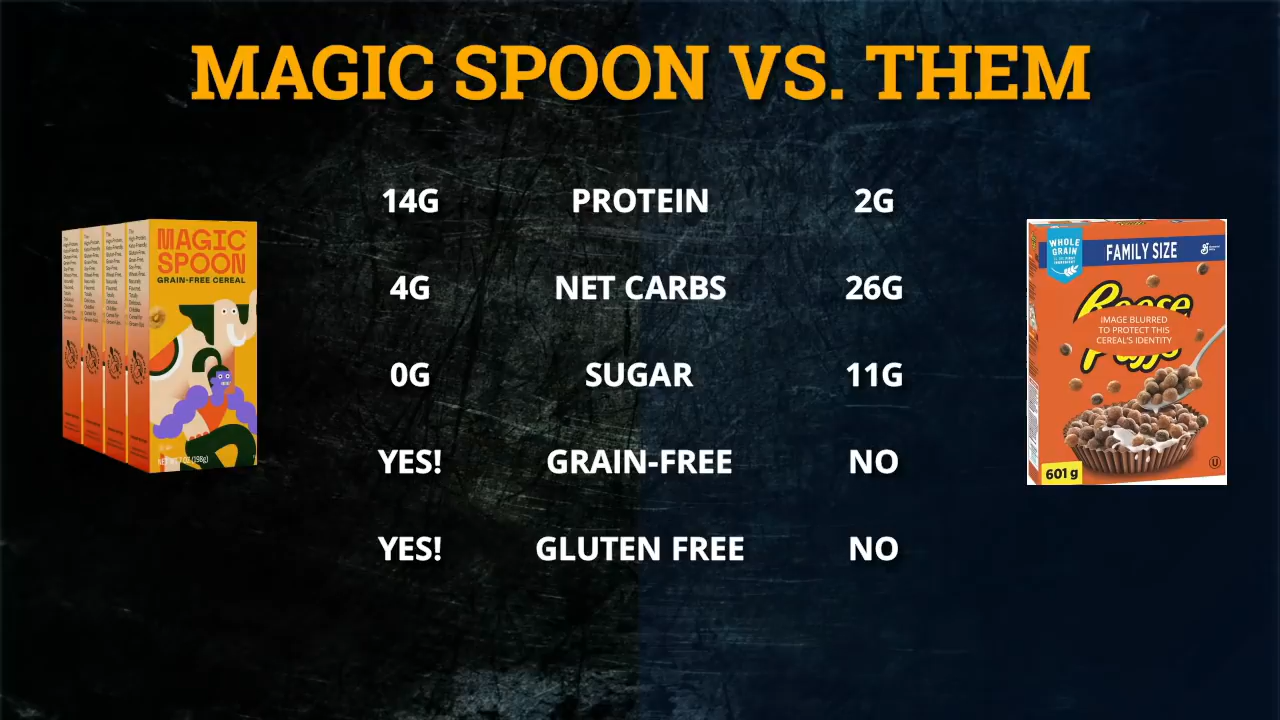 MAGIC SPOON VS. THEM
14G PROTEIN 2G
4G NET CARBS 26G
0G SUGAR 11G
YES! GRAIN-FREE NO
YES! GLUTEN FREE NO
MAGIC
SPOON
GRAIN-FREE CEREAL
WHOLE
GRAIN
FAMILY SIZE
Reese
IMAGE BLURRED
TO PROTECT THIS
CEREAL'S IDENTITY
Puffs
601 g